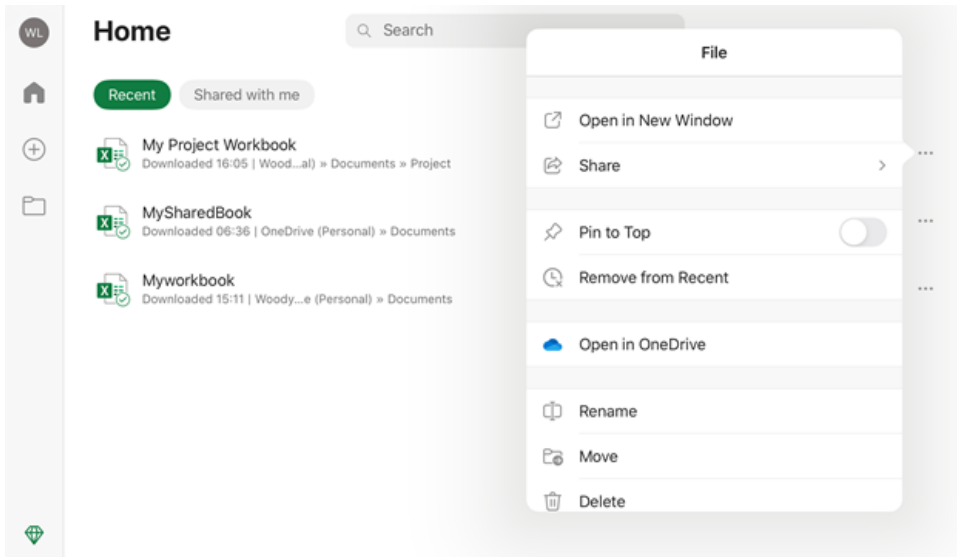 WL
Home
Search
Recent
Shared with me
My Project Workbook
Downloaded 16:05 | Wood...al) » Documents » Project
MySharedBook
Downloaded 06:36 | OneDrive (Personal) » Documents
Myworkbook
Downloaded 15:11 | Woody...e (Personal) » Documents
File
Open in New Window
Share
Pin to Top
Remove from Recent
Open in OneDrive
Rename
Move
Delete